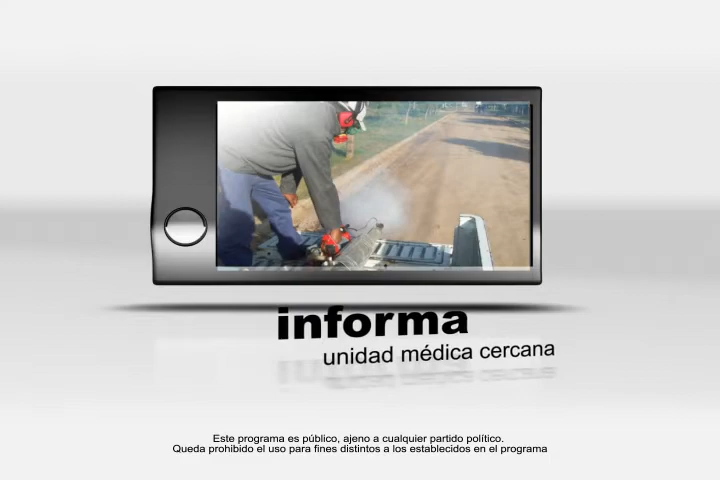 informa
unidad médica cercana
Este programa es público, ajeno a cualquier partido político.
Queda prohibido el uso para fines distintos a los establecidos en el programa